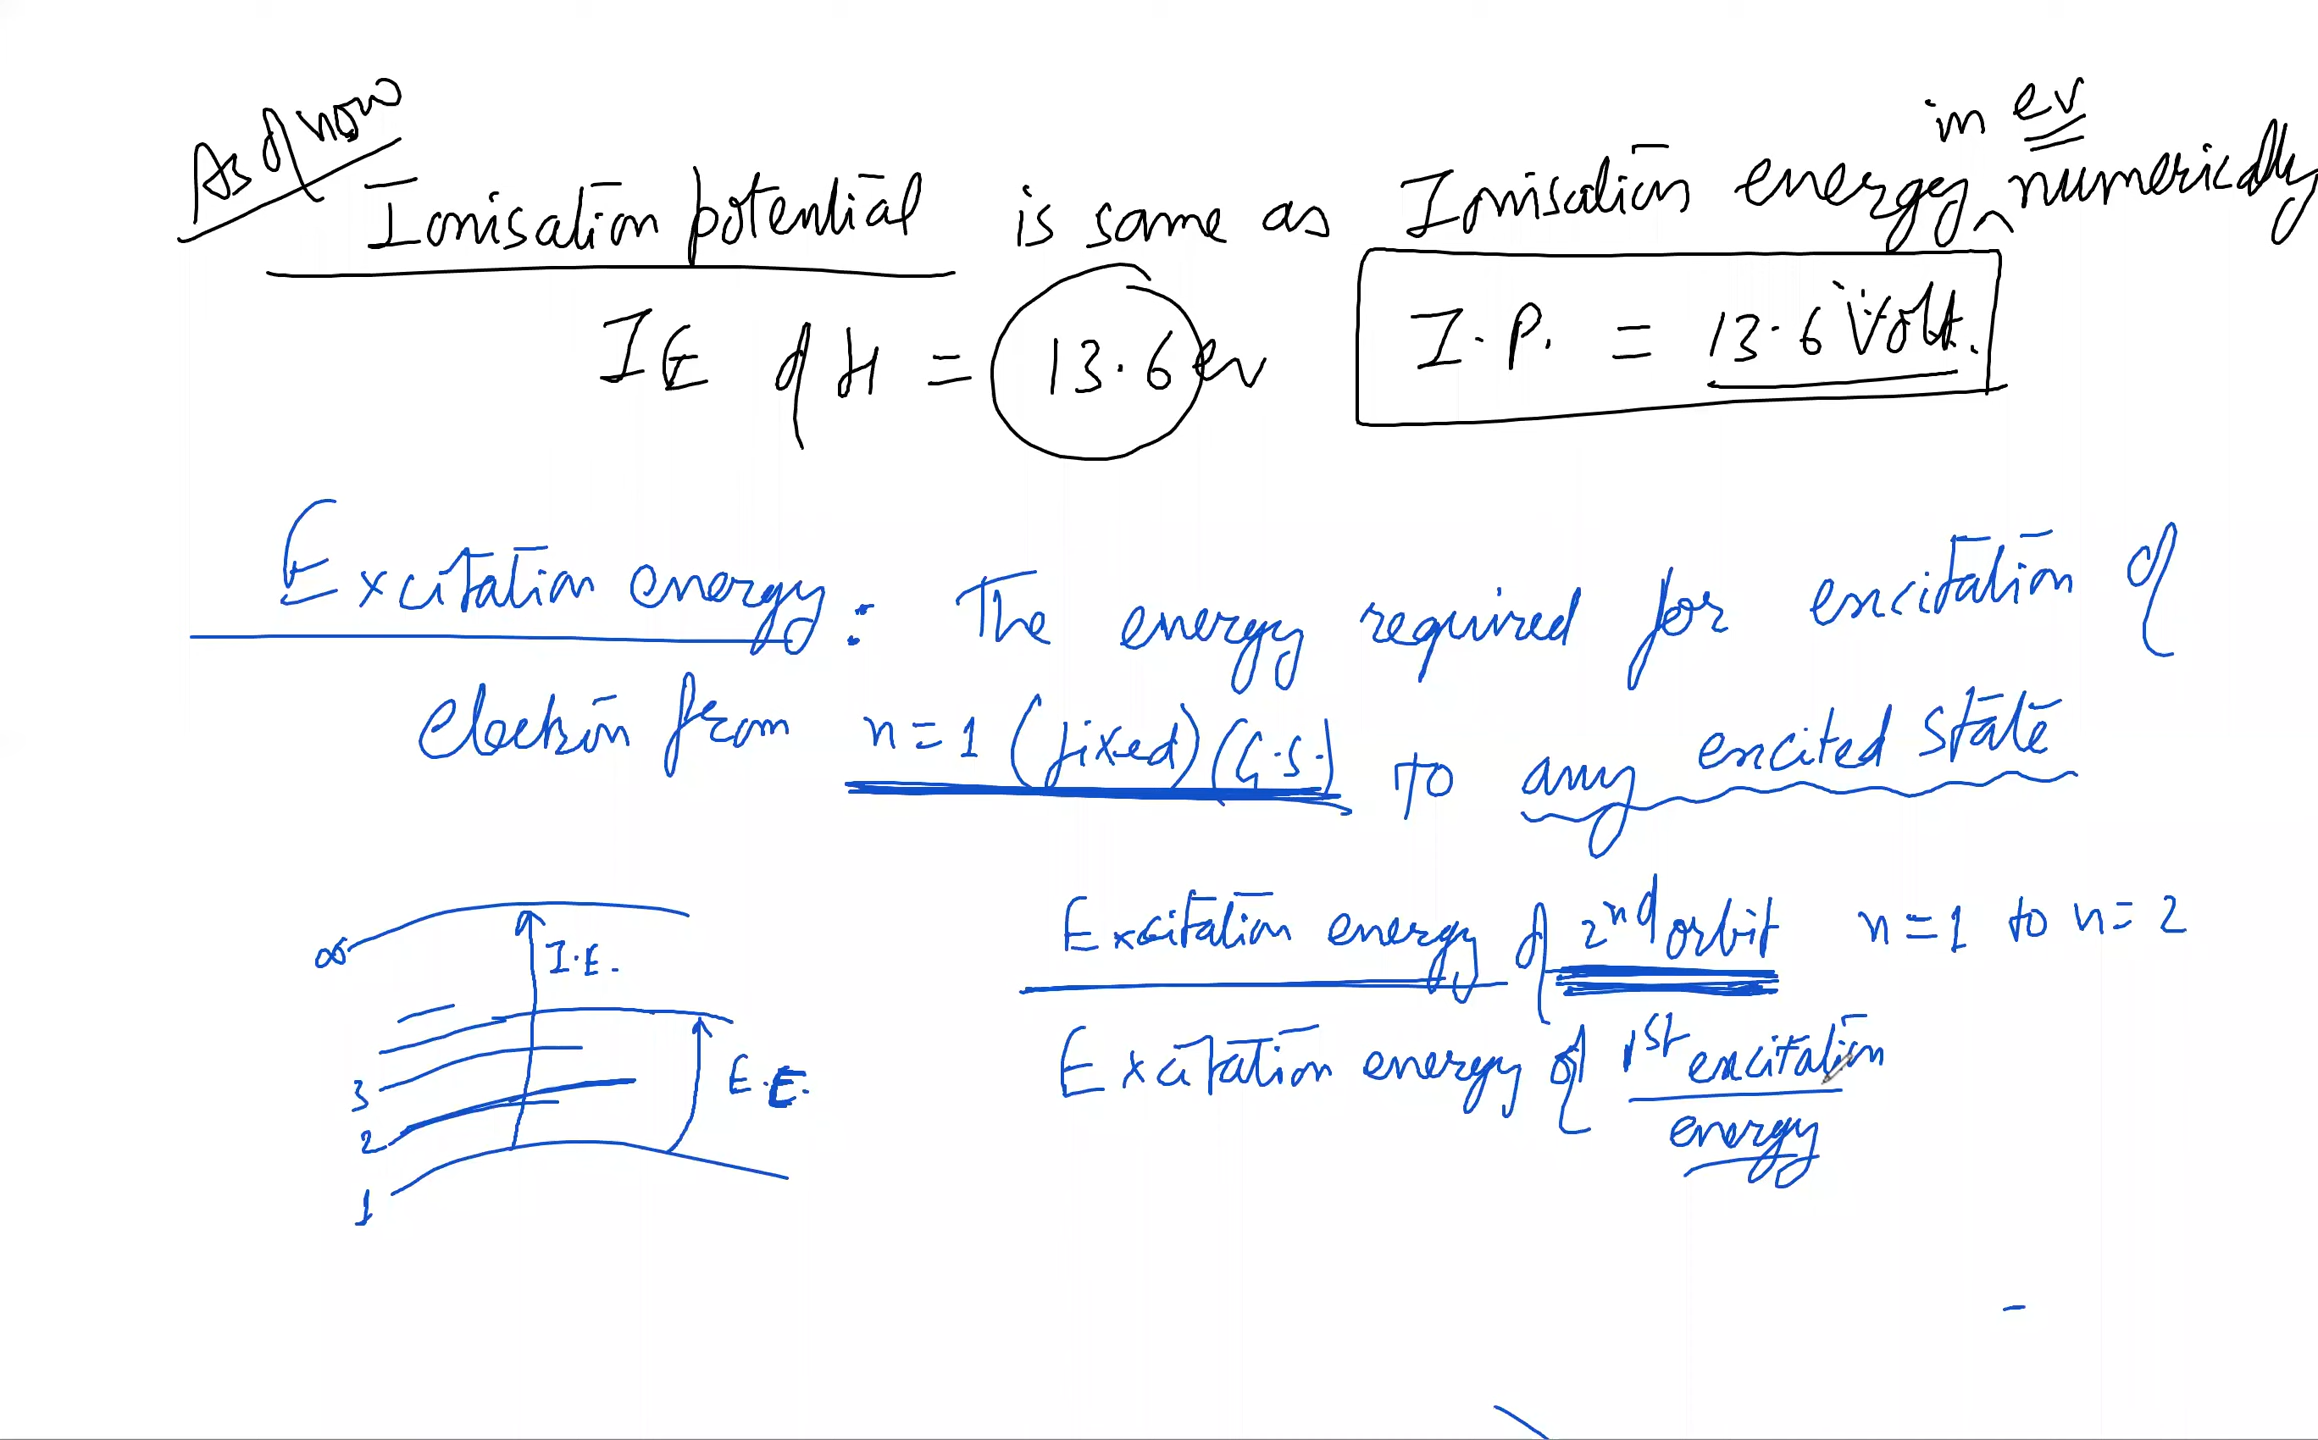 As of now
in ev
Ionisation potential is same as Ionisation energy ^ numerically
IE of H = 13.6 ev I.P. = 13.6 Volt.
Excitation energy: The energy required for excitation of
electron from n=1 (fixed) (G.S.) to any excited state
Excitation energy of 2nd orbit n=1 to n=2
∞ I.E.
Excitation energy of 1st excitation
energy
E.E.
3
2
1